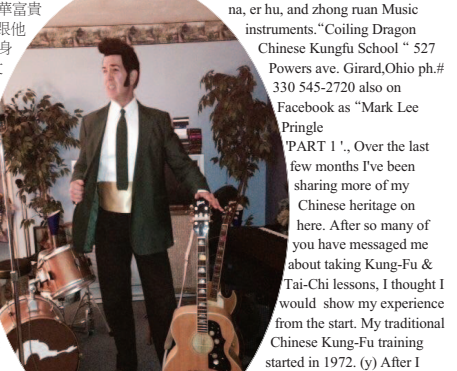 華富貴
跟他
身
na, er hu, and zhong ruan Music
instruments.“Coiling Dragon
Chinese Kungfu School “ 527
Powers ave. Girard,Ohio ph.#
330 545-2720 also on
Facebook as “Mark Lee
Pringle
'PART 1 '., Over the last
few months I've been
sharing more of my
Chinese heritage on
here. After so many of
you have messaged me
about taking Kung-Fu &
Tai-Chi lessons, I thought I
would show my experience
from the start. My traditional
Chinese Kung-Fu training
started in 1972. (y) After I